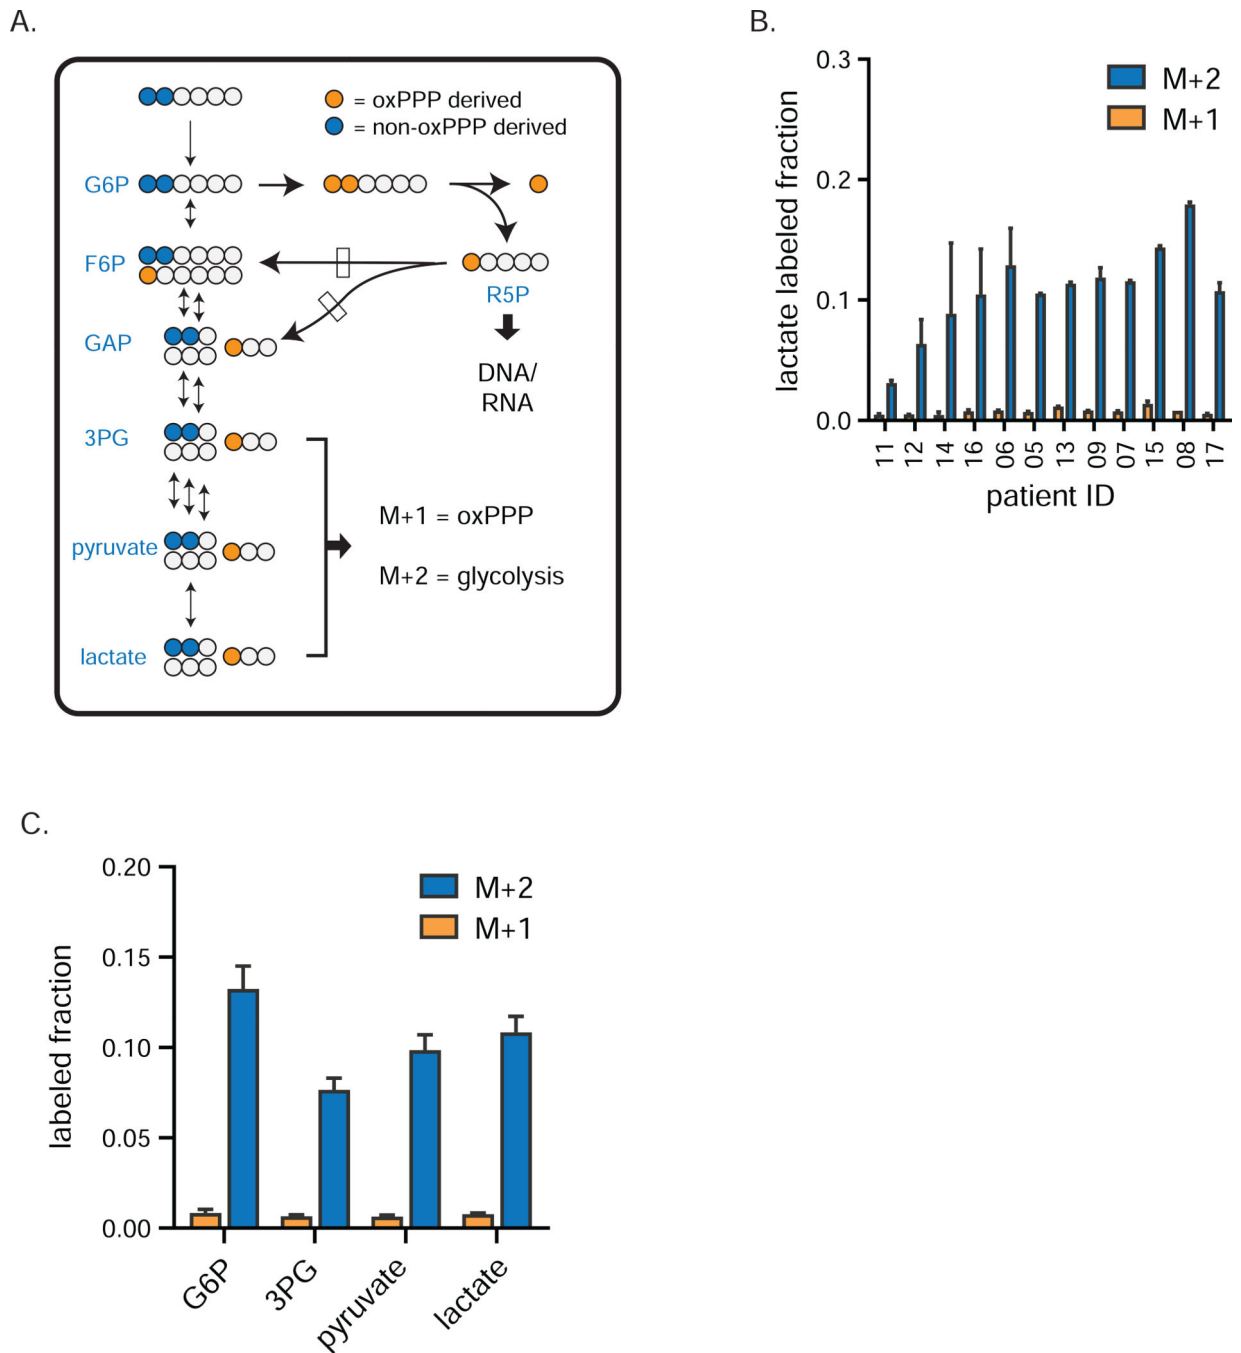 A.
= oxPPP derived
= non-oxPPP derived
G6P
F6P
R5P
GAP
DNA/
RNA
3PG
M+1 = oxPPP
pyruvate
M+2 = glycolysis
lactate
B.
0.3
0.2
0.1
0.0
lactate labeled fraction
M+2
M+1
11 12 14 16 06 05 13 09 07 15 08 17
patient ID
C.
0.20
0.15
0.10
0.05
0.00
labeled fraction
M+2
M+1
G6P
3PG
pyruvate
lactate